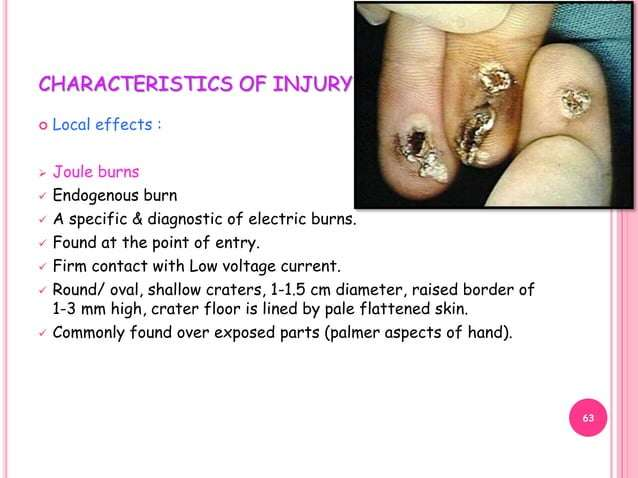 CHARACTERISTICS OF INJURY
Local effects :
Joule burns
Endogenous burn
A specific & diagnostic of electric burns.
Found at the point of entry.
Firm contact with Low voltage current.
Round/ oval, shallow craters, 1-1.5 cm diameter, raised border of
1-3 mm high, crater floor is lined by pale flattened skin.
Commonly found over exposed parts (palmer aspects of hand).
63